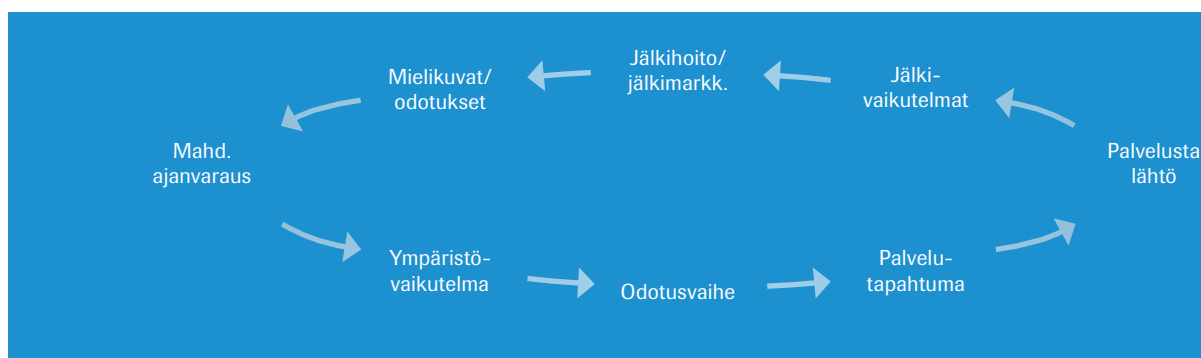 Jälkihoito/
jälkimarkk.
Mielikuvat/
odotukset
Jälki-
vaikutelmat
Mahd.
ajanvaraus
Palvelusta
lähtö
Ympäristö-
vaikutelma
Odotusvaihe
Palvelu-
tapahtuma